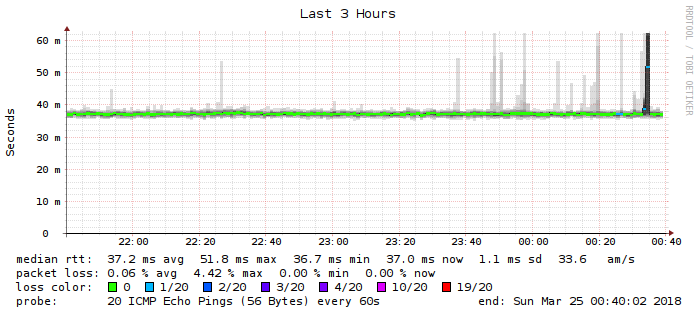 Last 3 Hours
RRDTOOL / TOBI OETIKER
Seconds
60 m
50 m
40 m
30 m
20 m
10 m
0
22:00 22:20 22:40 23:00 23:20 23:40 00:00 00:20 00:40
median rtt: 37.2 ms avg 51.8 ms max 36.7 ms min 37.0 ms now 1.1 ms sd 33.6 am/s
packet loss: 0.06 % avg 4.42 % max 0.00 % min 0.00 % now
loss color: 0 1/20 2/20 3/20 4/20 10/20 19/20
probe: 20 ICMP Echo Pings (56 Bytes) every 60s end: Sun Mar 25 00:40:02 2018